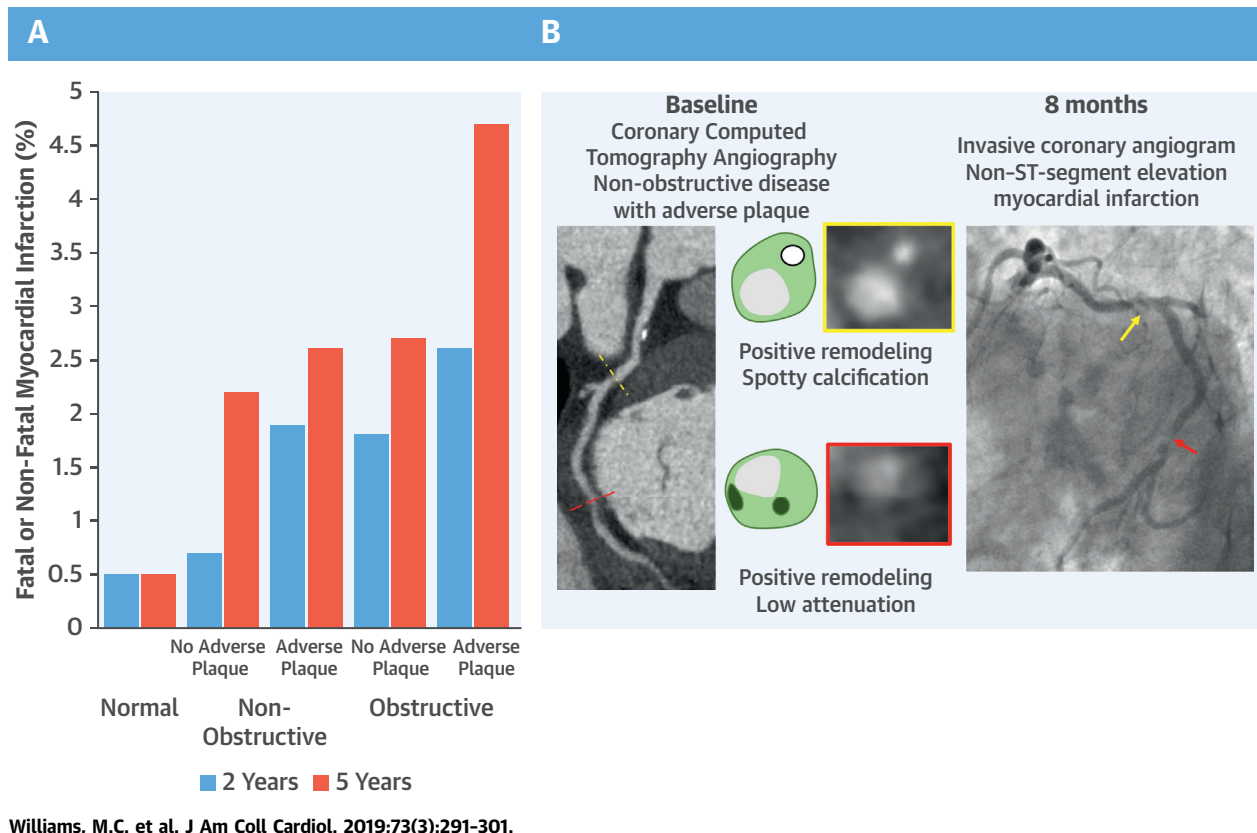 A
B
Fatal or Non-Fatal Myocardial Infarction (%)
5
4.5
4
3.5
3
2.5
2
1.5
1
0.5
0
No Adverse
Plaque
Adverse
Plaque
No Adverse
Plaque
Adverse
Plaque
Normal
Non-
Obstructive
Obstructive
2 Years
5 Years
Baseline
Coronary Computed
Tomography Angiography
Non-obstructive disease
with adverse plaque
Positive remodeling
Spotty calcification
Positive remodeling
Low attenuation
8 months
Invasive coronary angiogram
Non-ST-segment elevation
myocardial infarction
Williams, M.C. et al. J Am Coll Cardiol. 2019;73(3):291-301.